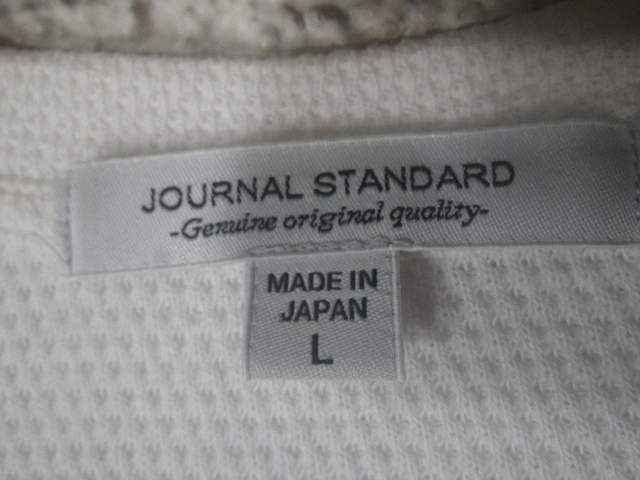 JOURNAL STANDARD
-Genuine original quality-
MADE IN
JAPAN
L